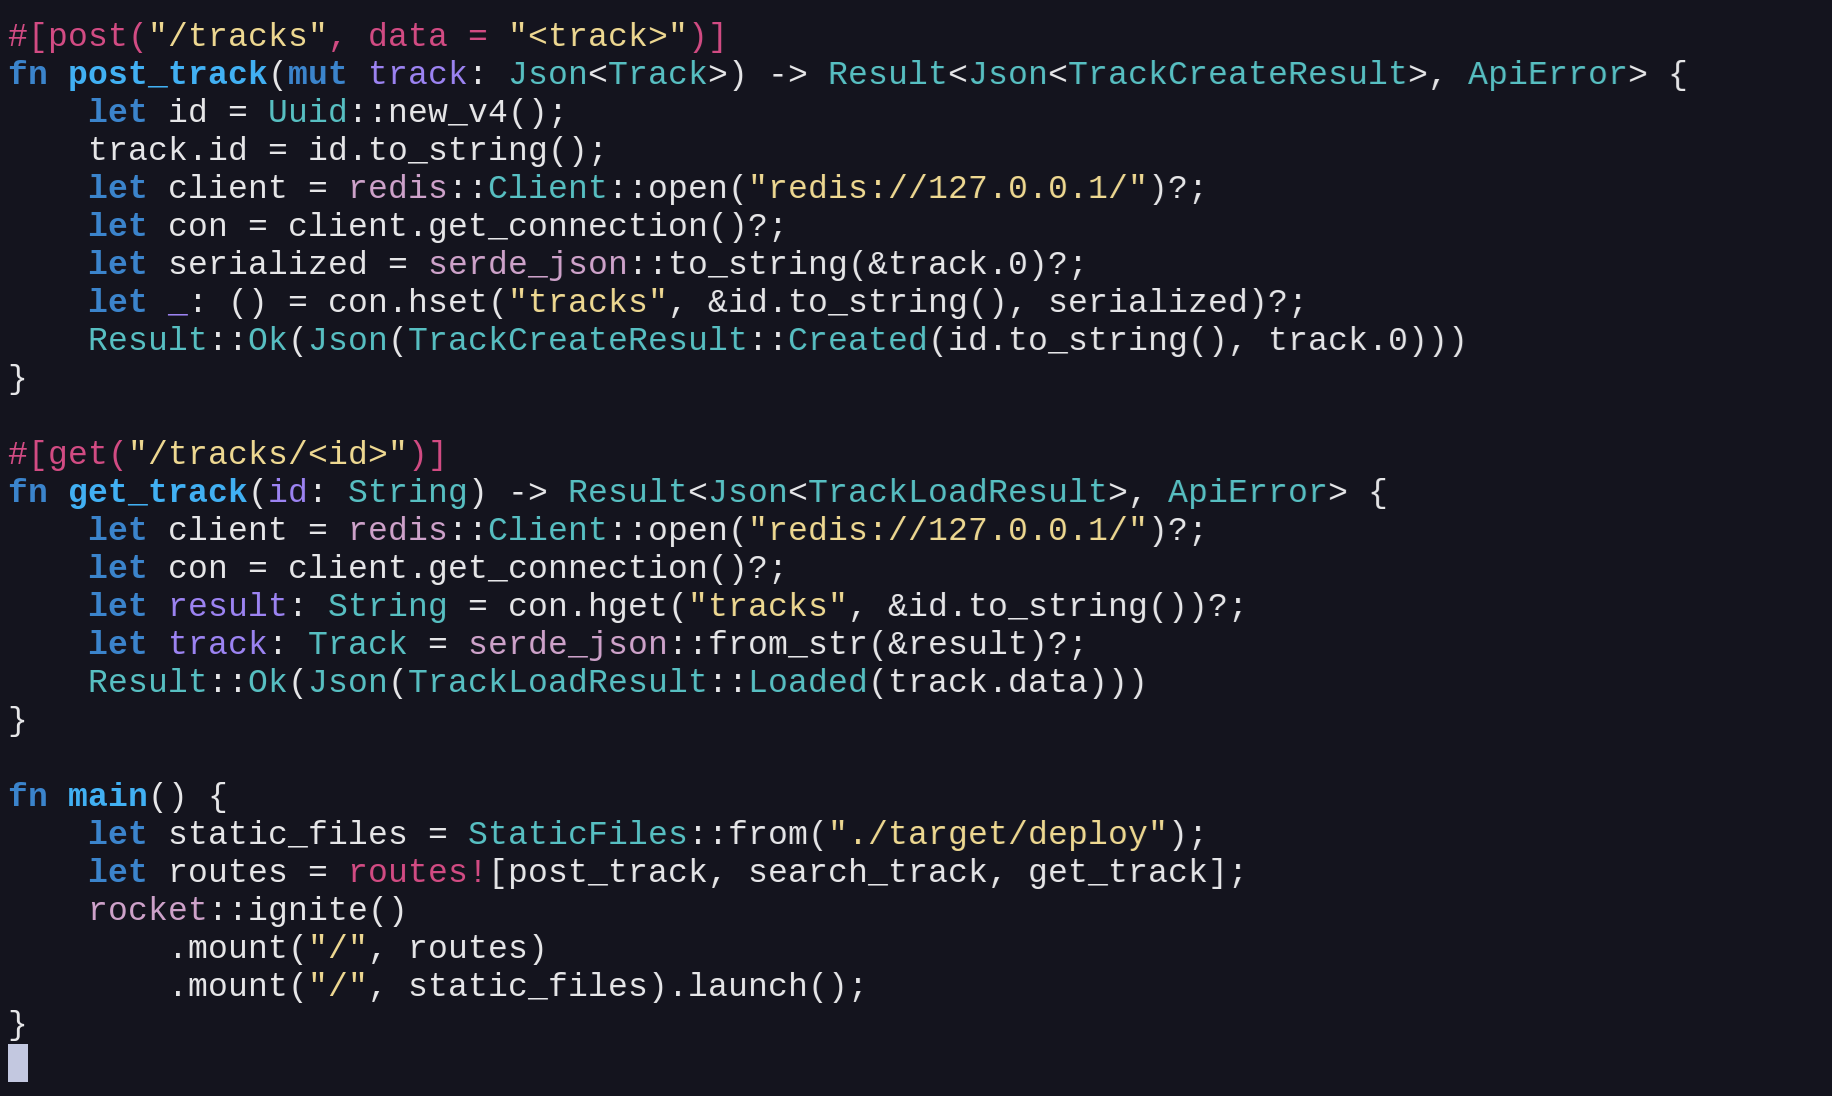 #[post("/tracks", data = "<track>")]
fn post_track(mut track: Json<Track>) -> Result<Json<TrackCreateResult>, ApiError> {
    let id = Uuid::new_v4();
    track.id = id.to_string();
    let client = redis::Client::open("redis://127.0.0.1/")?;
    let con = client.get_connection()?;
    let serialized = serde_json::to_string(&track.0)?;
    let _: () = con.hset("tracks", &id.to_string(), serialized)?;
    Result::Ok(Json(TrackCreateResult::Created(id.to_string(), track.0)))
}

#[get("/tracks/<id>")]
fn get_track(id: String) -> Result<Json<TrackLoadResult>, ApiError> {
    let client = redis::Client::open("redis://127.0.0.1/")?;
    let con = client.get_connection()?;
    let result: String = con.hget("tracks", &id.to_string())?;
    let track: Track = serde_json::from_str(&result)?;
    Result::Ok(Json(TrackLoadResult::Loaded(track.data)))
}

fn main() {
    let static_files = StaticFiles::from("./target/deploy");
    let routes = routes![post_track, search_track, get_track];
    rocket::ignite()
        .mount("/", routes)
        .mount("/", static_files).launch();
}